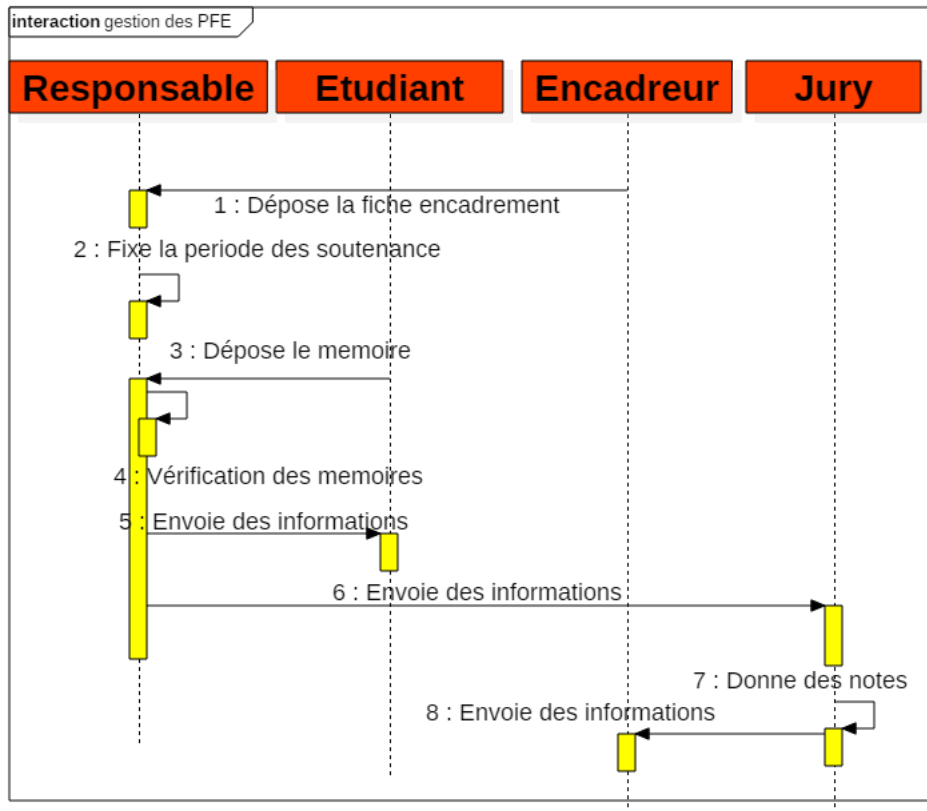 interaction gestion des PFE
Responsable
Etudiant
Encadreur
Jury
1 : Dépose la fiche encadrement
2 : Fixe la periode des soutenance
3 : Dépose le memoire
4 : Vérification des memoires
5 : Envoie des informations
6 : Envoie des informations
7 : Donne des notes
8 : Envoie des informations